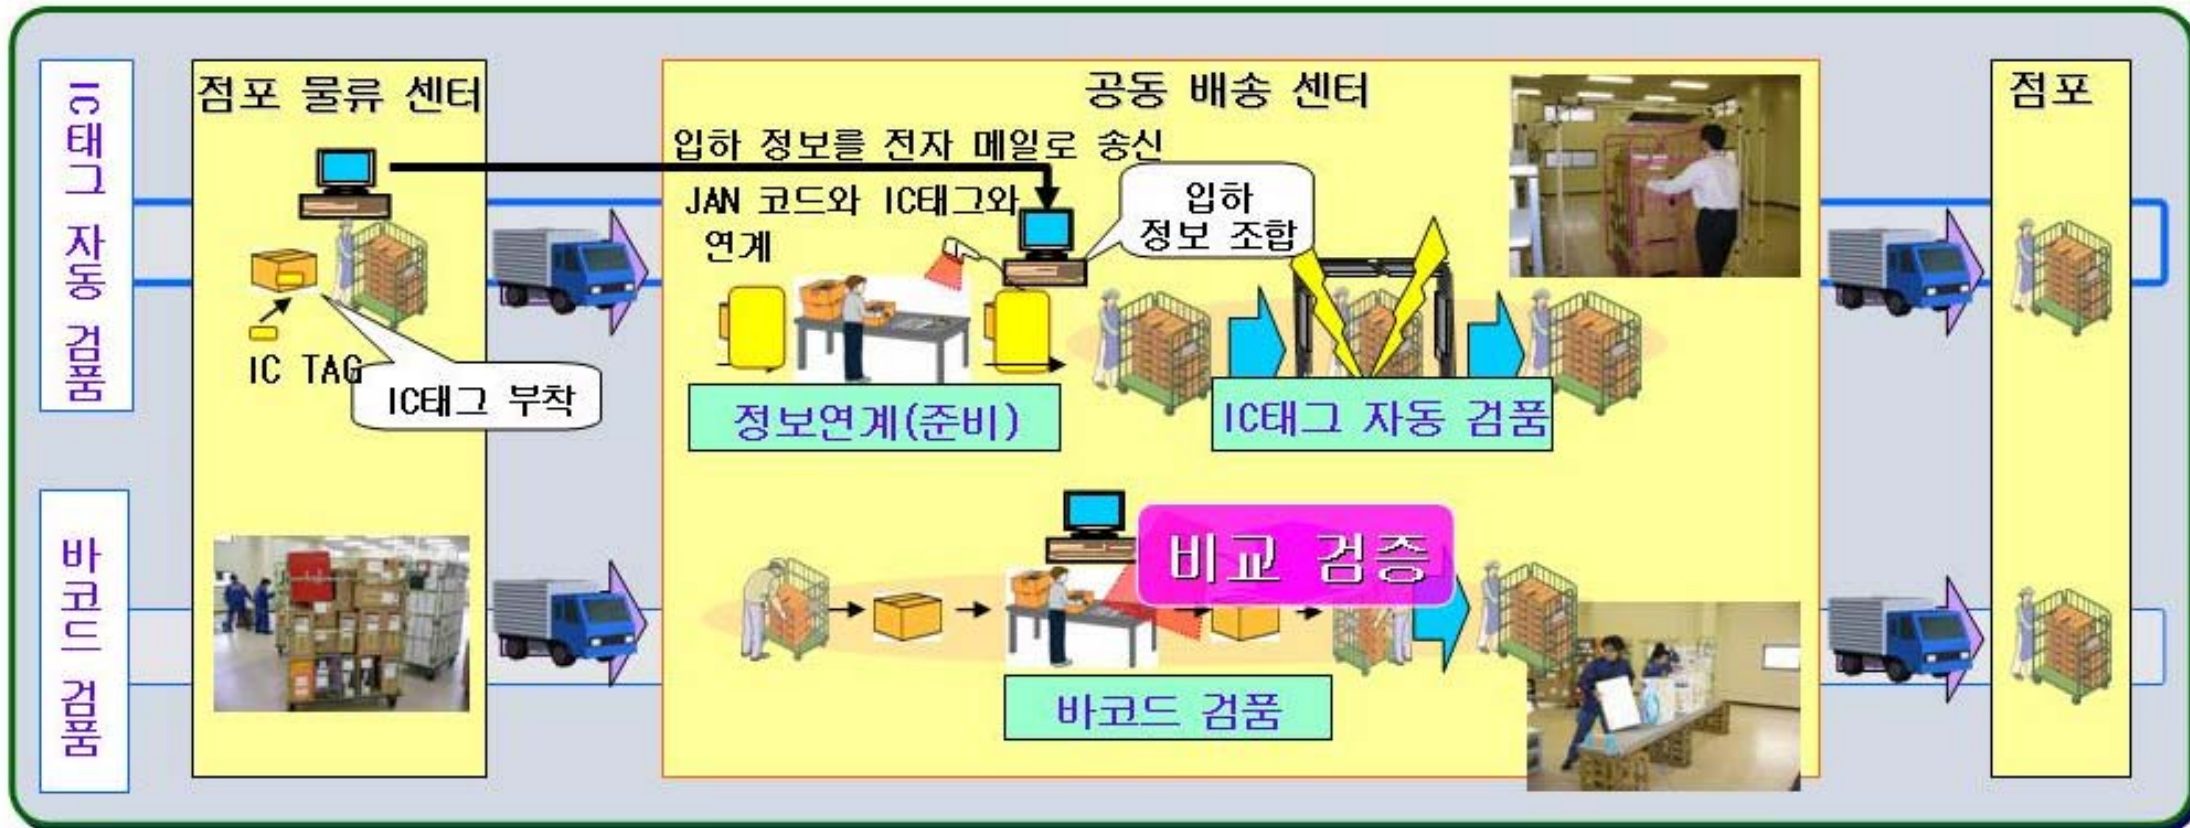 IC태그 자동 검품
점포 물류 센터
IC TAG
IC태그 부착
공동 배송 센터
입하 정보를 전자 메일로 송신
JAN 코드와 IC태그와
연계
입하
정보 조합
정보연계(준비)
IC태그 자동 검품
점포
바코드 검품
비교 검증
바코드 검품